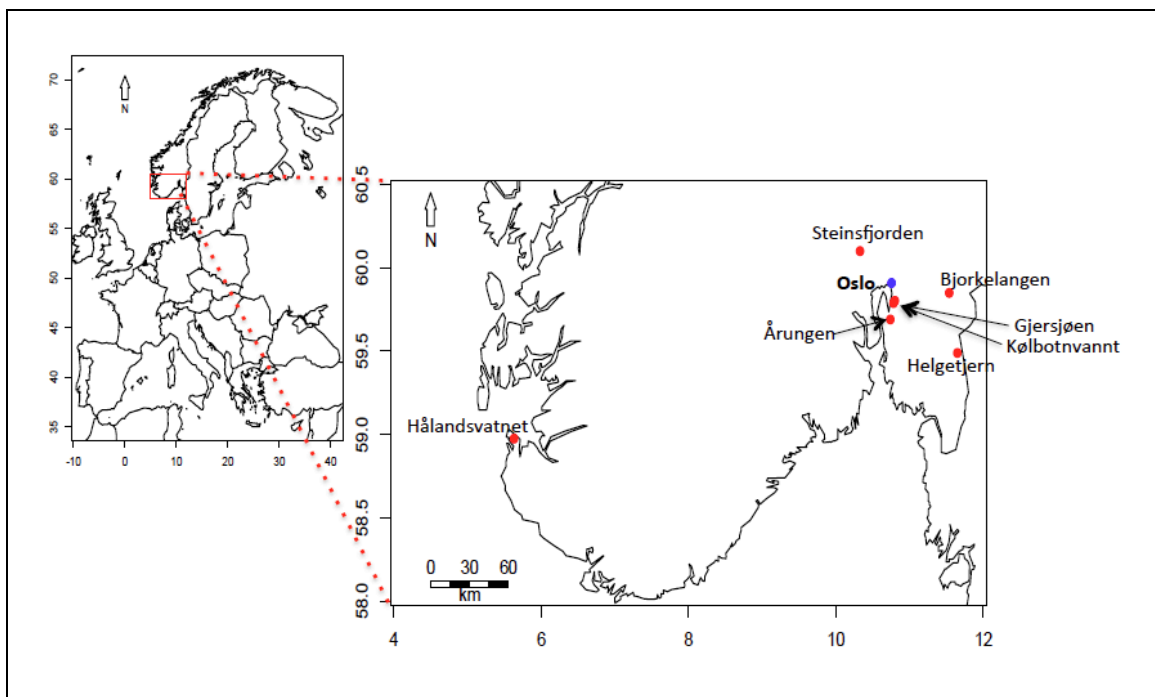 70
65
60
55
50
45
40
35
N
-10 0 10 20 30 40
60.5
60.0
59.5
59.0
58.5
58.0
N
Steinsfjorden
Oslo
Bjorkelangen
Årungen
Gjersjøen
Kølbotnvannt
Helgetjern
Hålandsvatnet
0 30 60
km
4 6 8 10 12